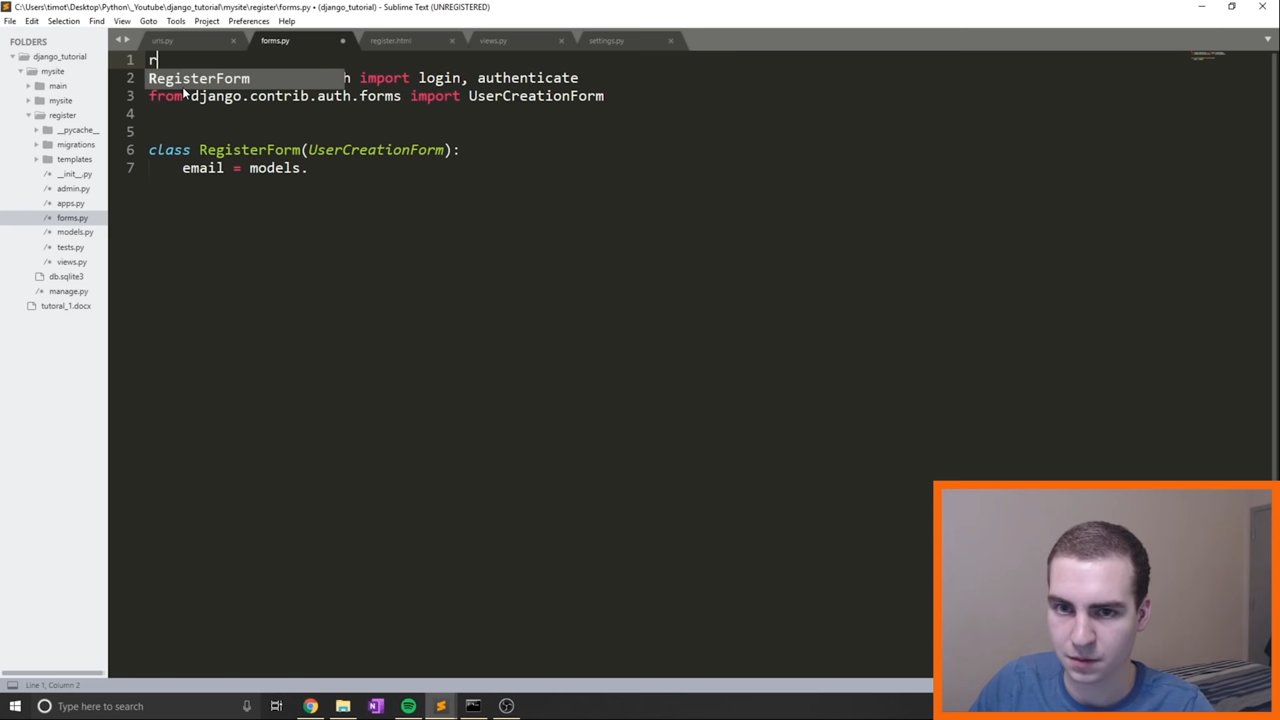 C:\Users\timot\Desktop\Python\_Youtube\django_tutorial\mysite\register\forms.py • (django_tutorial) - Sublime Text (UNREGISTERED)
File Edit Selection Find View Goto Tools Project Preferences Help
FOLDERS
django_tutorial
mysite
main
mysite
register
__pycache__
migrations
templates
__init__.py
admin.py
apps.py
forms.py
models.py
tests.py
views.py
db.sqlite3
manage.py
tutoral_1.docx
urls.py forms.py register.html views.py settings.py
1 r
RegisterForm
2 h import login, authenticate
3 from django.contrib.auth.forms import UserCreationForm
4
5
6 class RegisterForm(UserCreationForm):
7 email = models.
Line 1, Column 2
Type here to search